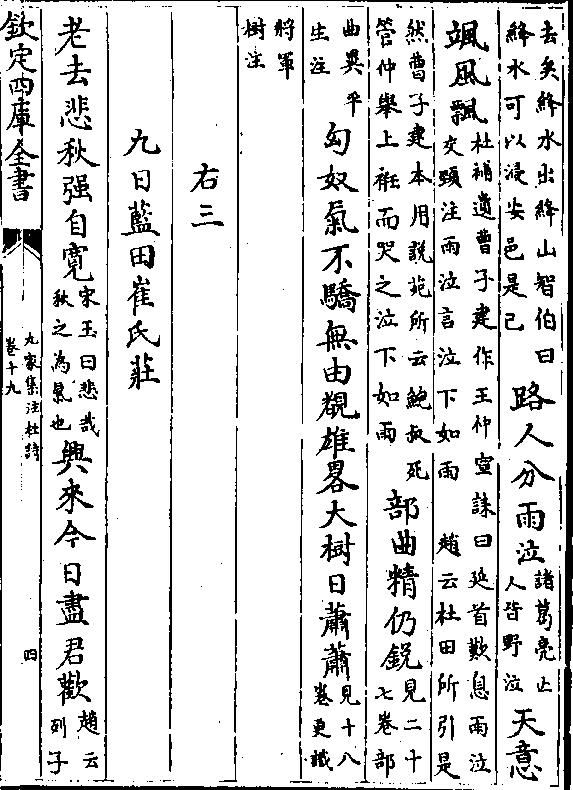 去矣絳水出絳山智伯曰
絳水可以浸安邑是已
路人分雨泣
諸葛亮亡
人皆野泣
天意
颯風飄
杜補遺曹子建作王仲宣誄曰延首歎息雨泣
交頸注雨泣言泣下如雨　趙云杜田所引是
然曹子建本用說苑所云鮑叔死
管仲舉上袵而哭之泣下如雨
部曲精仍銳
見二十
七卷部
曲異平
生注
匈奴氣不驕無由覩雄畧大樹日蕭蕭
見十八
卷更識
將軍
樹注
右三
九日藍田崔氏莊
老去悲秋强自寬
宋玉曰悲哉
秋之為氣也
興來今日盡君歡
趙云
列子
欽定四庫全書
九家集注杜詩
卷十九
四